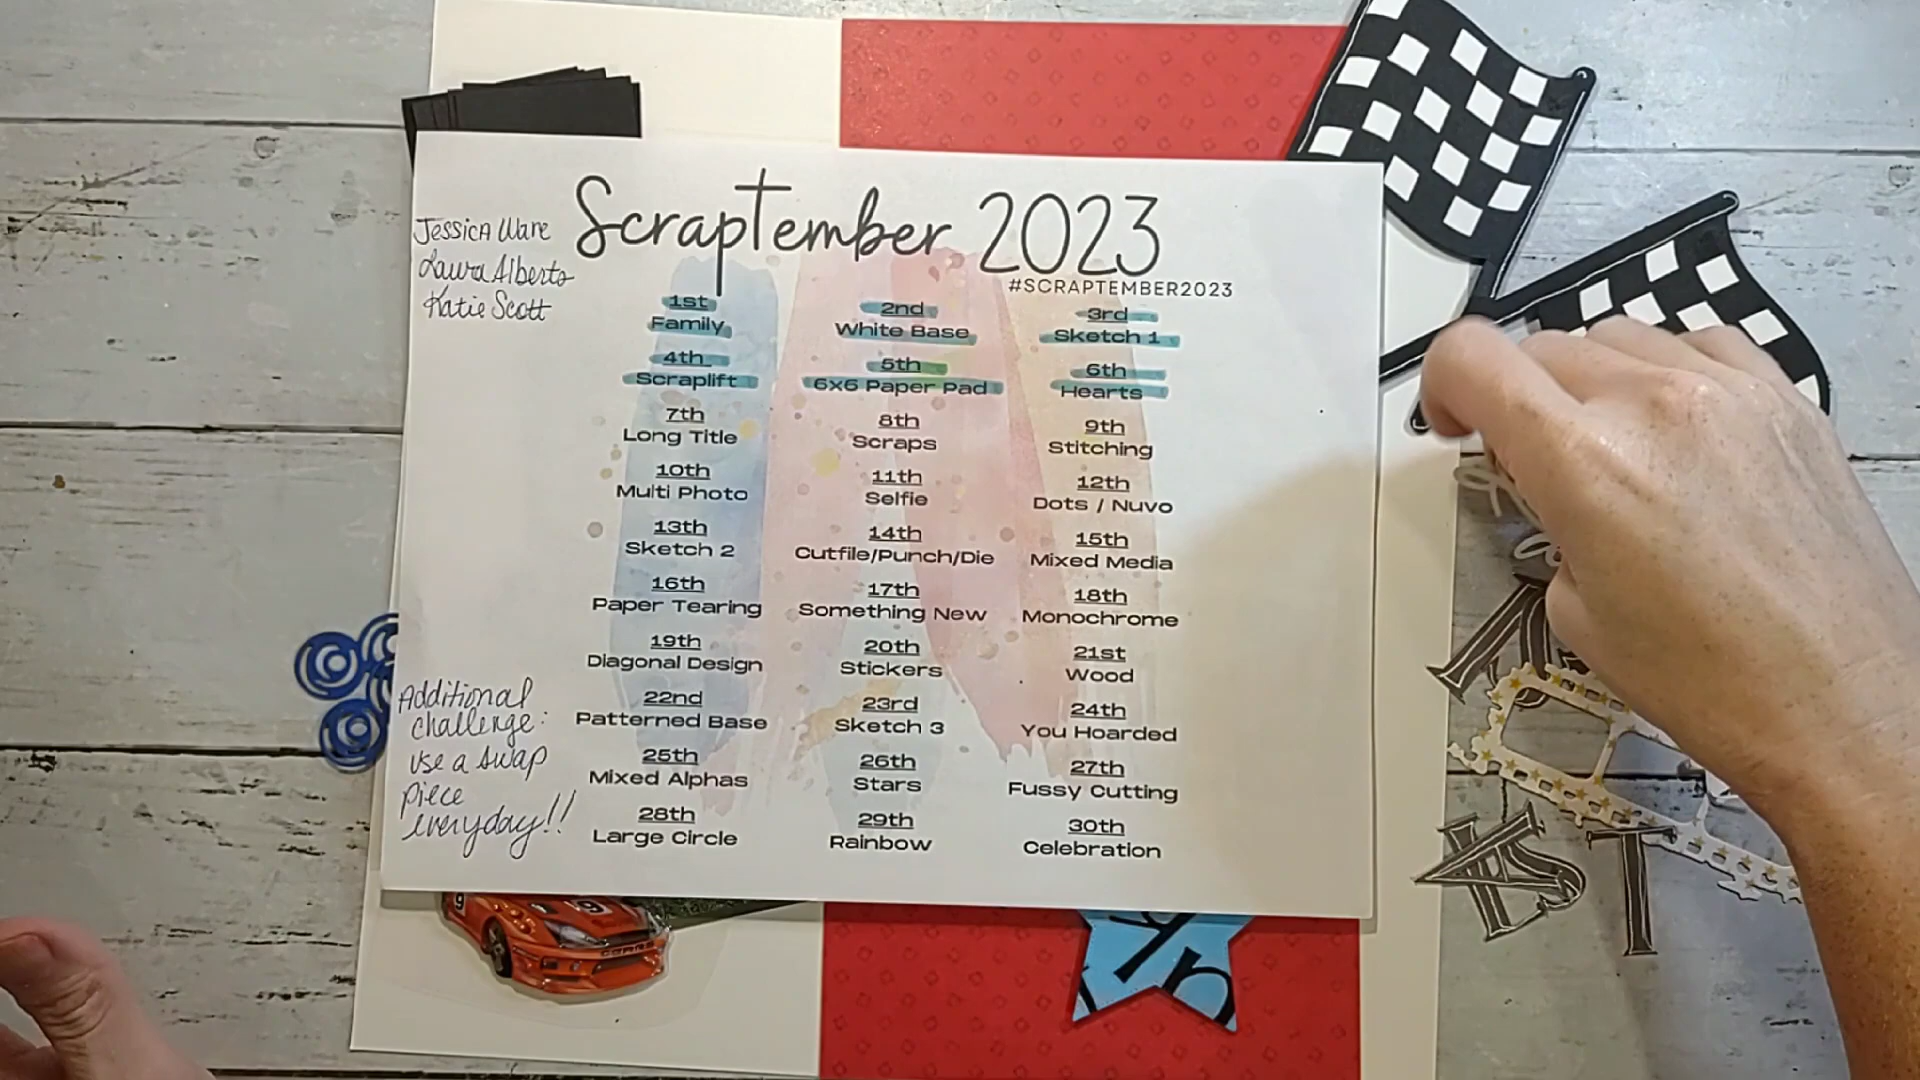 Scraptember 2023
#SCRAPTEMBER2023
Jessica Ware
Laura Alberts
Katie Scott
1st
Family
2nd
White Base
3rd
Sketch 1
4th
Scraplift
5th
6x6 Paper Pad
6th
Hearts
7th
Long Title
8th
Scraps
9th
Stitching
10th
Multi Photo
11th
Selfie
12th
Dots / Nuvo
13th
Sketch 2
14th
Cutfile/Punch/Die
15th
Mixed Media
16th
Paper Tearing
17th
Something New
18th
Monochrome
19th
Diagonal Design
20th
Stickers
21st
Wood
22nd
Patterned Base
23rd
Sketch 3
24th
You Hoarded
25th
Mixed Alphas
26th
Stars
27th
Fussy Cutting
28th
Large Circle
29th
Rainbow
30th
Celebration
Additional
challenge:
use a swap
piece
everyday!!
9
9